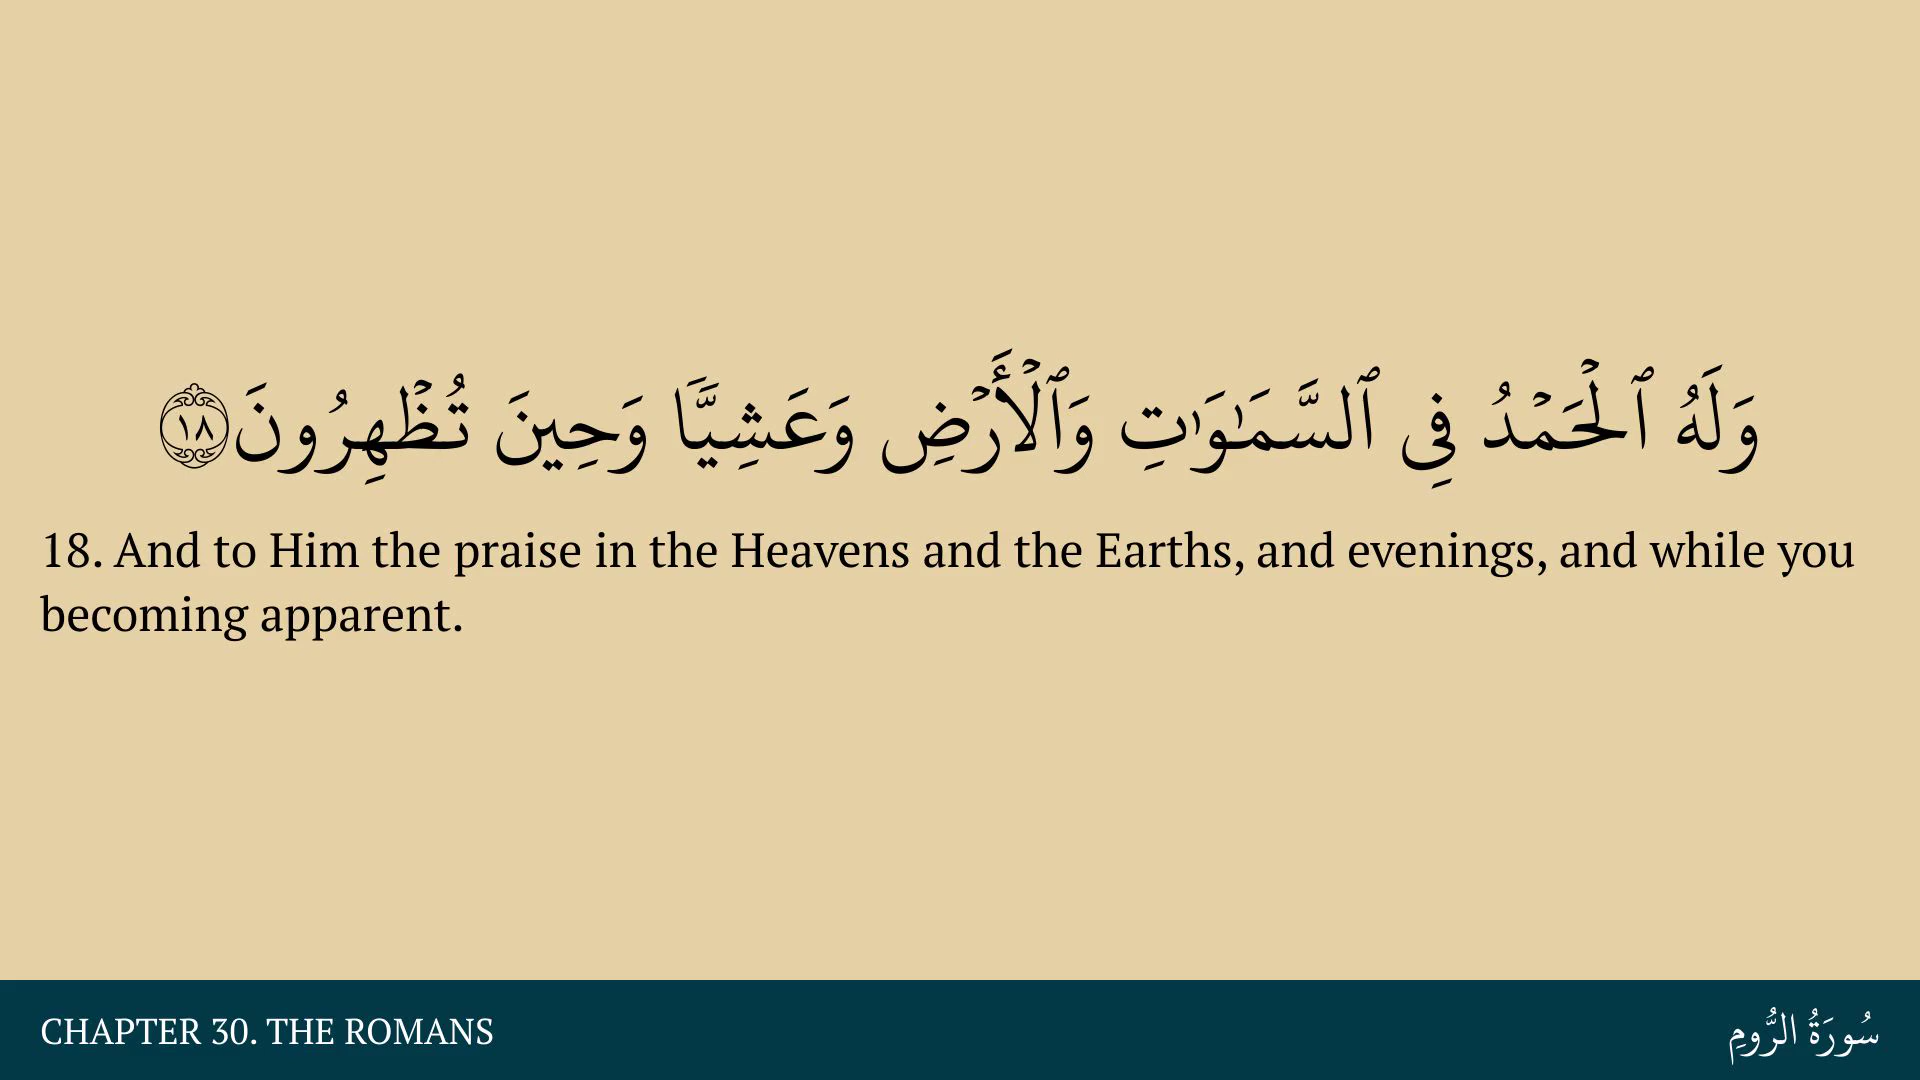 وَلَهُ ٱلْحَمْدُ فِى ٱلسَّمَـٰوَٰتِ وَٱلْأَرْضِ وَعَشِيًّۭا وَحِينَ تُظْهِرُونَ ١٨
18. And to Him the praise in the Heavens and the Earths, and evenings, and while you
becoming apparent.
CHAPTER 30. THE ROMANS
سُورَةُ الرُّومِ